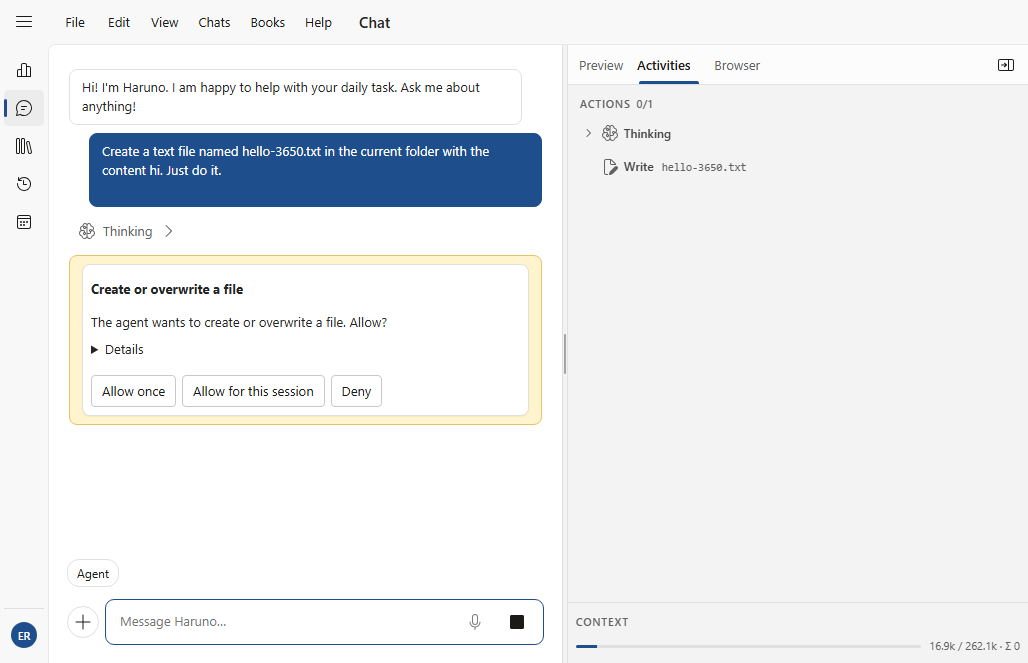 File Edit View Chats Books Help Chat
Hi! I'm Haruno. I am happy to help with your daily task. Ask me about
anything!
Create a text file named hello-3650.txt in the current folder with the
content hi. Just do it.
Thinking
Create or overwrite a file
The agent wants to create or overwrite a file. Allow?
Details
Allow once Allow for this session Deny
Agent
Message Haruno...
ER
Preview Activities Browser
ACTIONS 0/1
Thinking
Write hello-3650.txt
CONTEXT
16.9k / 262.1k · Σ 0